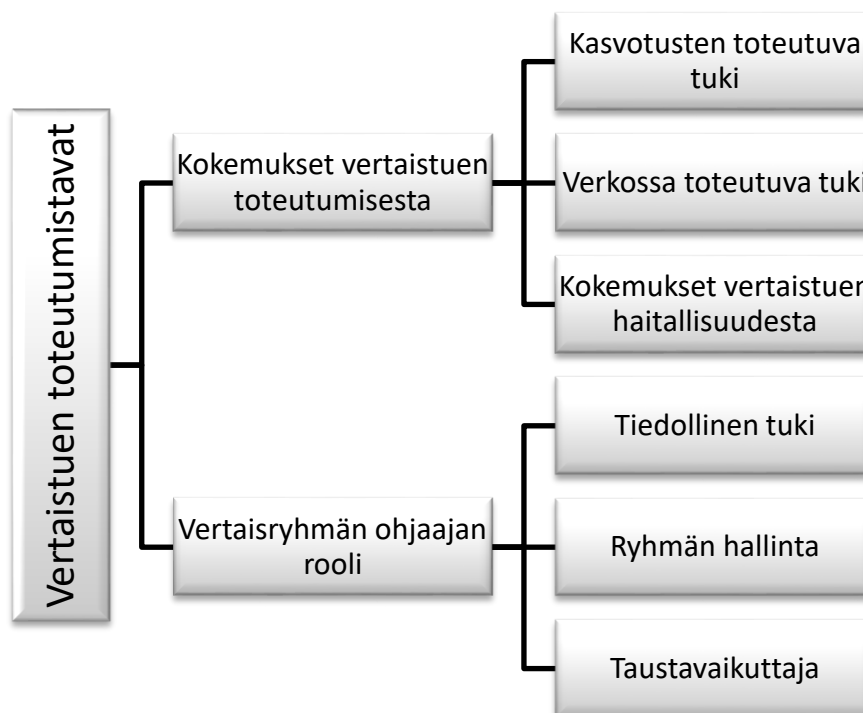 Vertaistuen toteutumistavat
Kokemukset vertaistuen
toteutumisesta
Kasvotusten toteutuva
tuki
Verkossa toteutuva tuki
Kokemukset vertaistuen
haitallisuudesta
Vertaisryhmän ohjaajan
rooli
Tiedollinen tuki
Ryhmän hallinta
Taustavaikuttaja